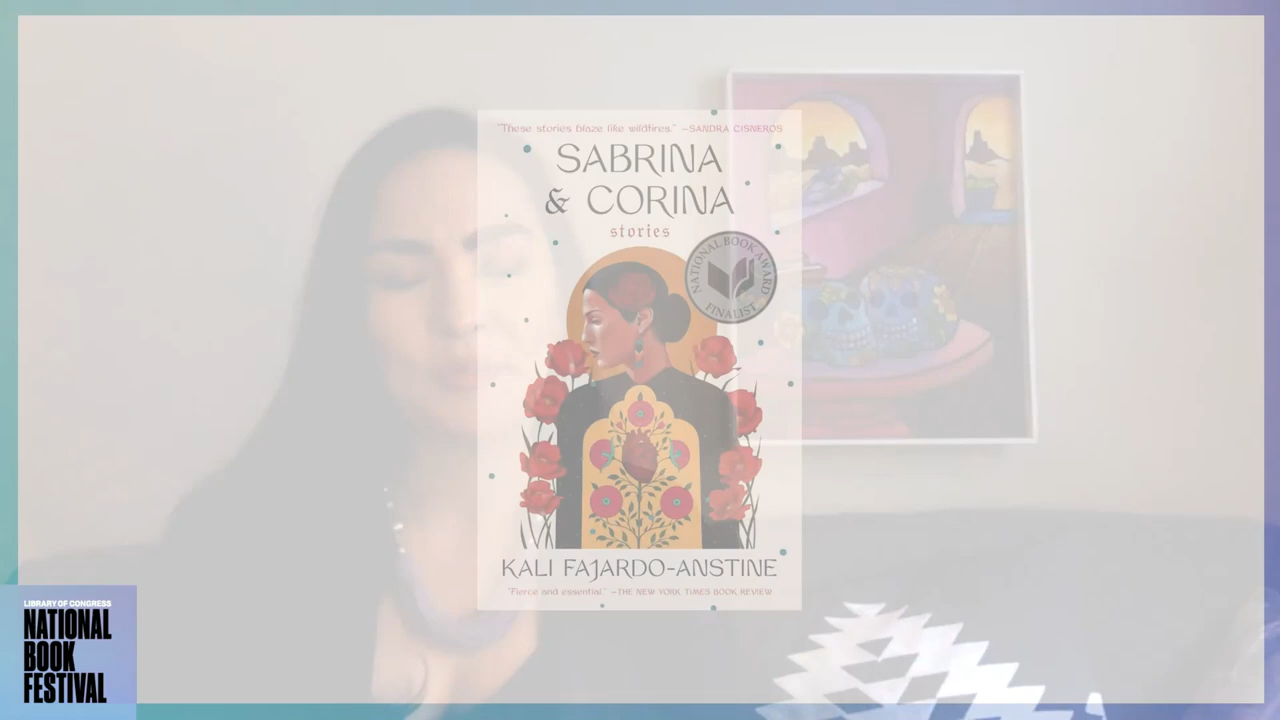 "These stories blaze like wildfires." —SANDRA CISNEROS
SABRINA
& CORINA
stories
NATIONAL BOOK AWARD
FINALIST
KALI FAJARDO-ANSTINE
"Fierce and essential." —THE NEW YORK TIMES BOOK REVIEW
LIBRARY OF CONGRESS
NATIONAL
BOOK
FESTIVAL